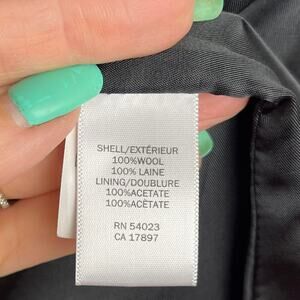 SHELL/EXTÉRIEUR
100%WOOL
100% LAINE
LINING/DOUBLURE
100%ACETATE
100%ACÉTATE
RN 54023
CA 17897